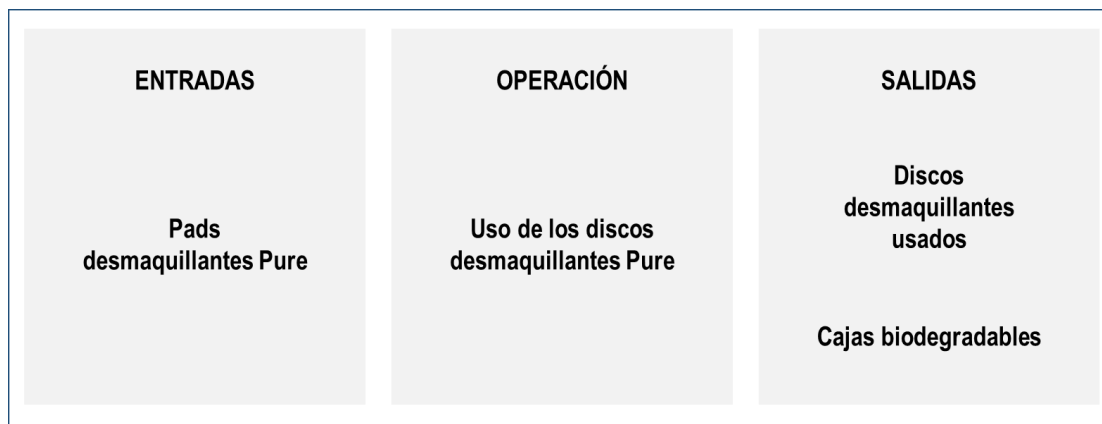 ENTRADAS
Pads
desmaquillantes Pure
OPERACIÓN
Uso de los discos
desmaquillantes Pure
SALIDAS
Discos
desmaquillantes
usados
Cajas biodegradables